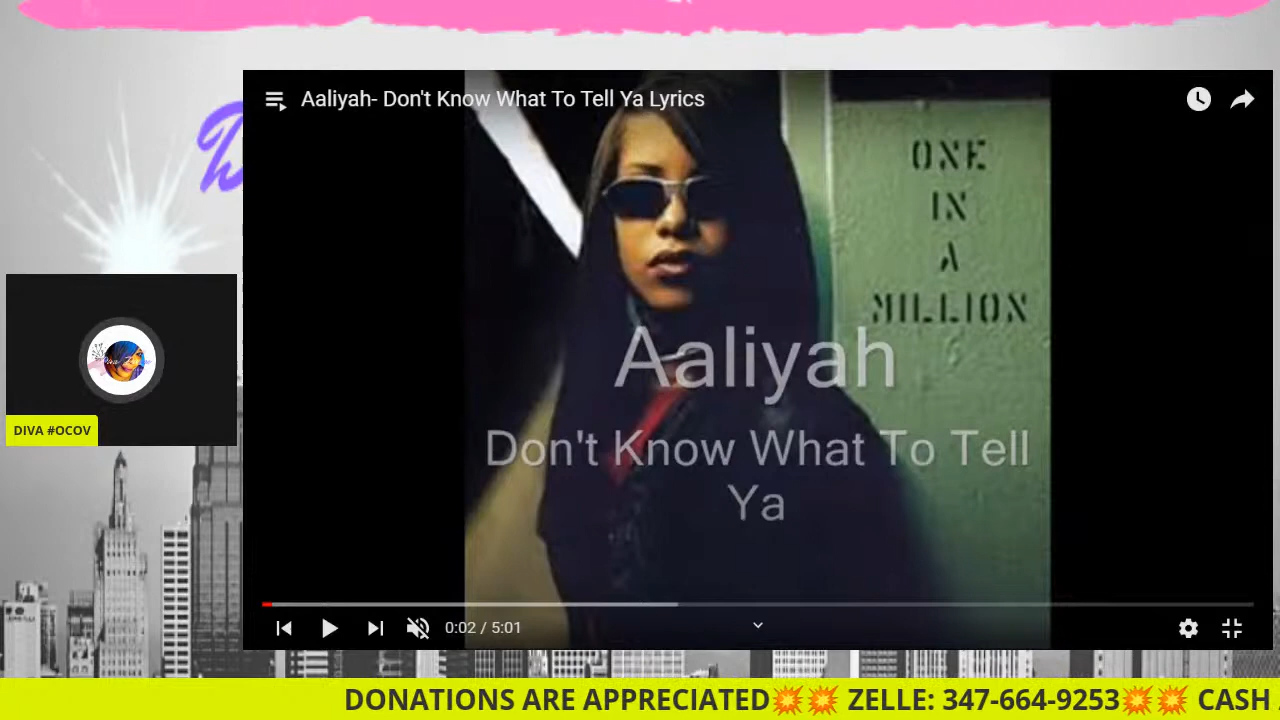 Aaliyah- Don't Know What To Tell Ya Lyrics
ONE
IN
A
MILLION
Aaliyah
Don't Know What To Tell
Ya
DIVA #OCOV
0:02 / 5:01
DONATIONS ARE APPRECIATED💥💥 ZELLE: 347-664-9253💥💥 CASH